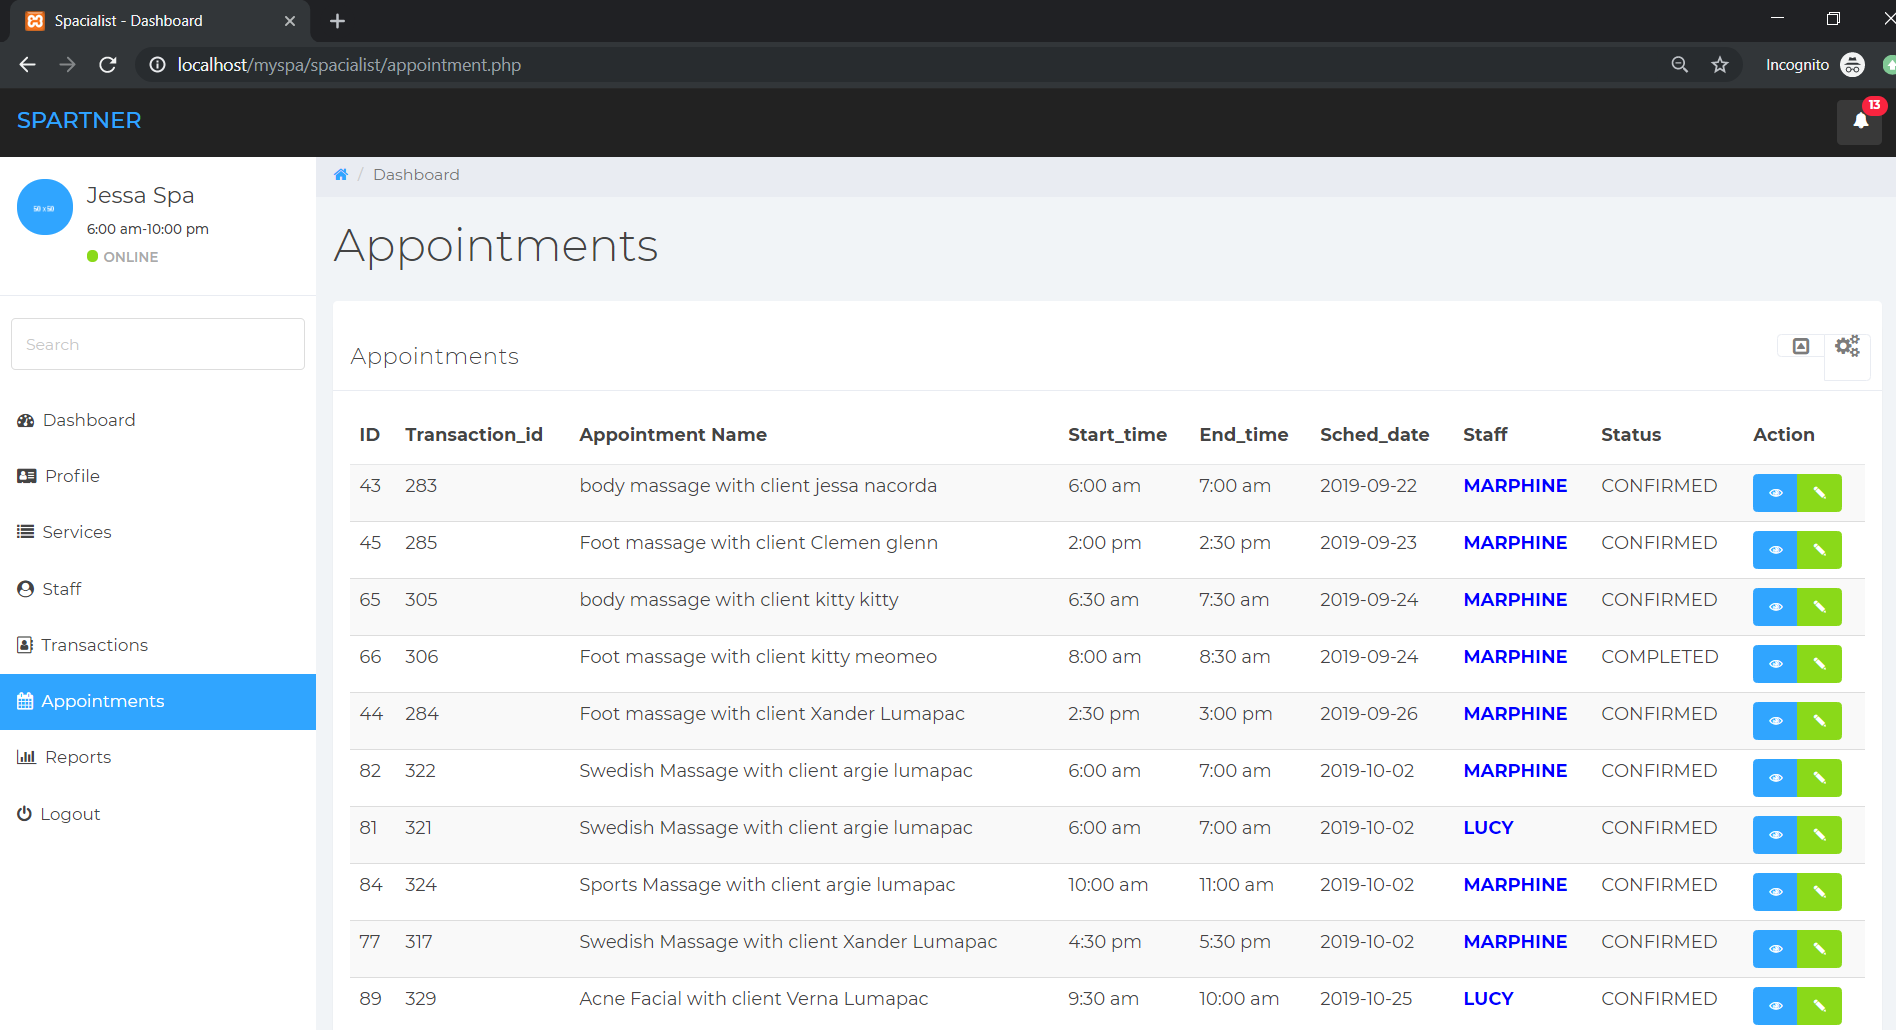 Spacialist - Dashboard
localhost/myspa/spacialist/appointment.php
Incognito
SPARTNER
13
Jessa Spa
6:00 am-10:00 pm
ONLINE
Search
Dashboard
Profile
Services
Staff
Transactions
Appointments
Reports
Logout
/ Dashboard
Appointments
Appointments
ID Transaction_id Appointment Name Start_time End_time Sched_date Staff Status Action
43 283 body massage with client jessa nacorda 6:00 am 7:00 am 2019-09-22 MARPHINE CONFIRMED
45 285 Foot massage with client Clemen glenn 2:00 pm 2:30 pm 2019-09-23 MARPHINE CONFIRMED
65 305 body massage with client kitty kitty 6:30 am 7:30 am 2019-09-24 MARPHINE CONFIRMED
66 306 Foot massage with client kitty meomeo 8:00 am 8:30 am 2019-09-24 MARPHINE COMPLETED
44 284 Foot massage with client Xander Lumapac 2:30 pm 3:00 pm 2019-09-26 MARPHINE CONFIRMED
82 322 Swedish Massage with client argie lumapac 6:00 am 7:00 am 2019-10-02 MARPHINE CONFIRMED
81 321 Swedish Massage with client argie lumapac 6:00 am 7:00 am 2019-10-02 LUCY CONFIRMED
84 324 Sports Massage with client argie lumapac 10:00 am 11:00 am 2019-10-02 MARPHINE CONFIRMED
77 317 Swedish Massage with client Xander Lumapac 4:30 pm 5:30 pm 2019-10-02 MARPHINE CONFIRMED
89 329 Acne Facial with client Verna Lumapac 9:30 am 10:00 am 2019-10-25 LUCY CONFIRMED